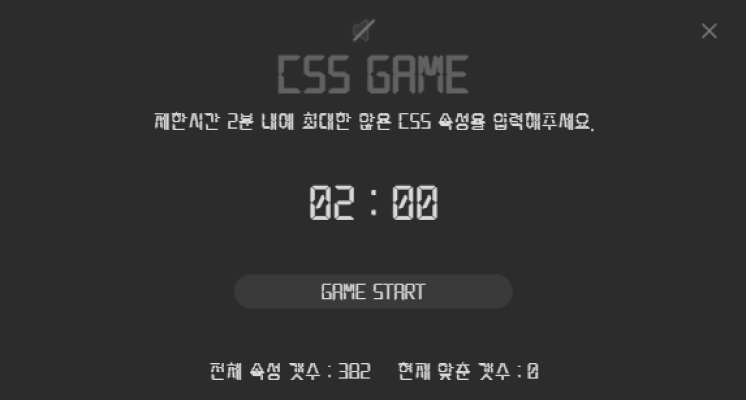 CSS GAME
제한시간 2분 내에 최대한 많은 CSS 속성을 입력해주세요.
02 : 00
GAME START
전체 속성 갯수 : 382 현재 맞춘 갯수 : 0